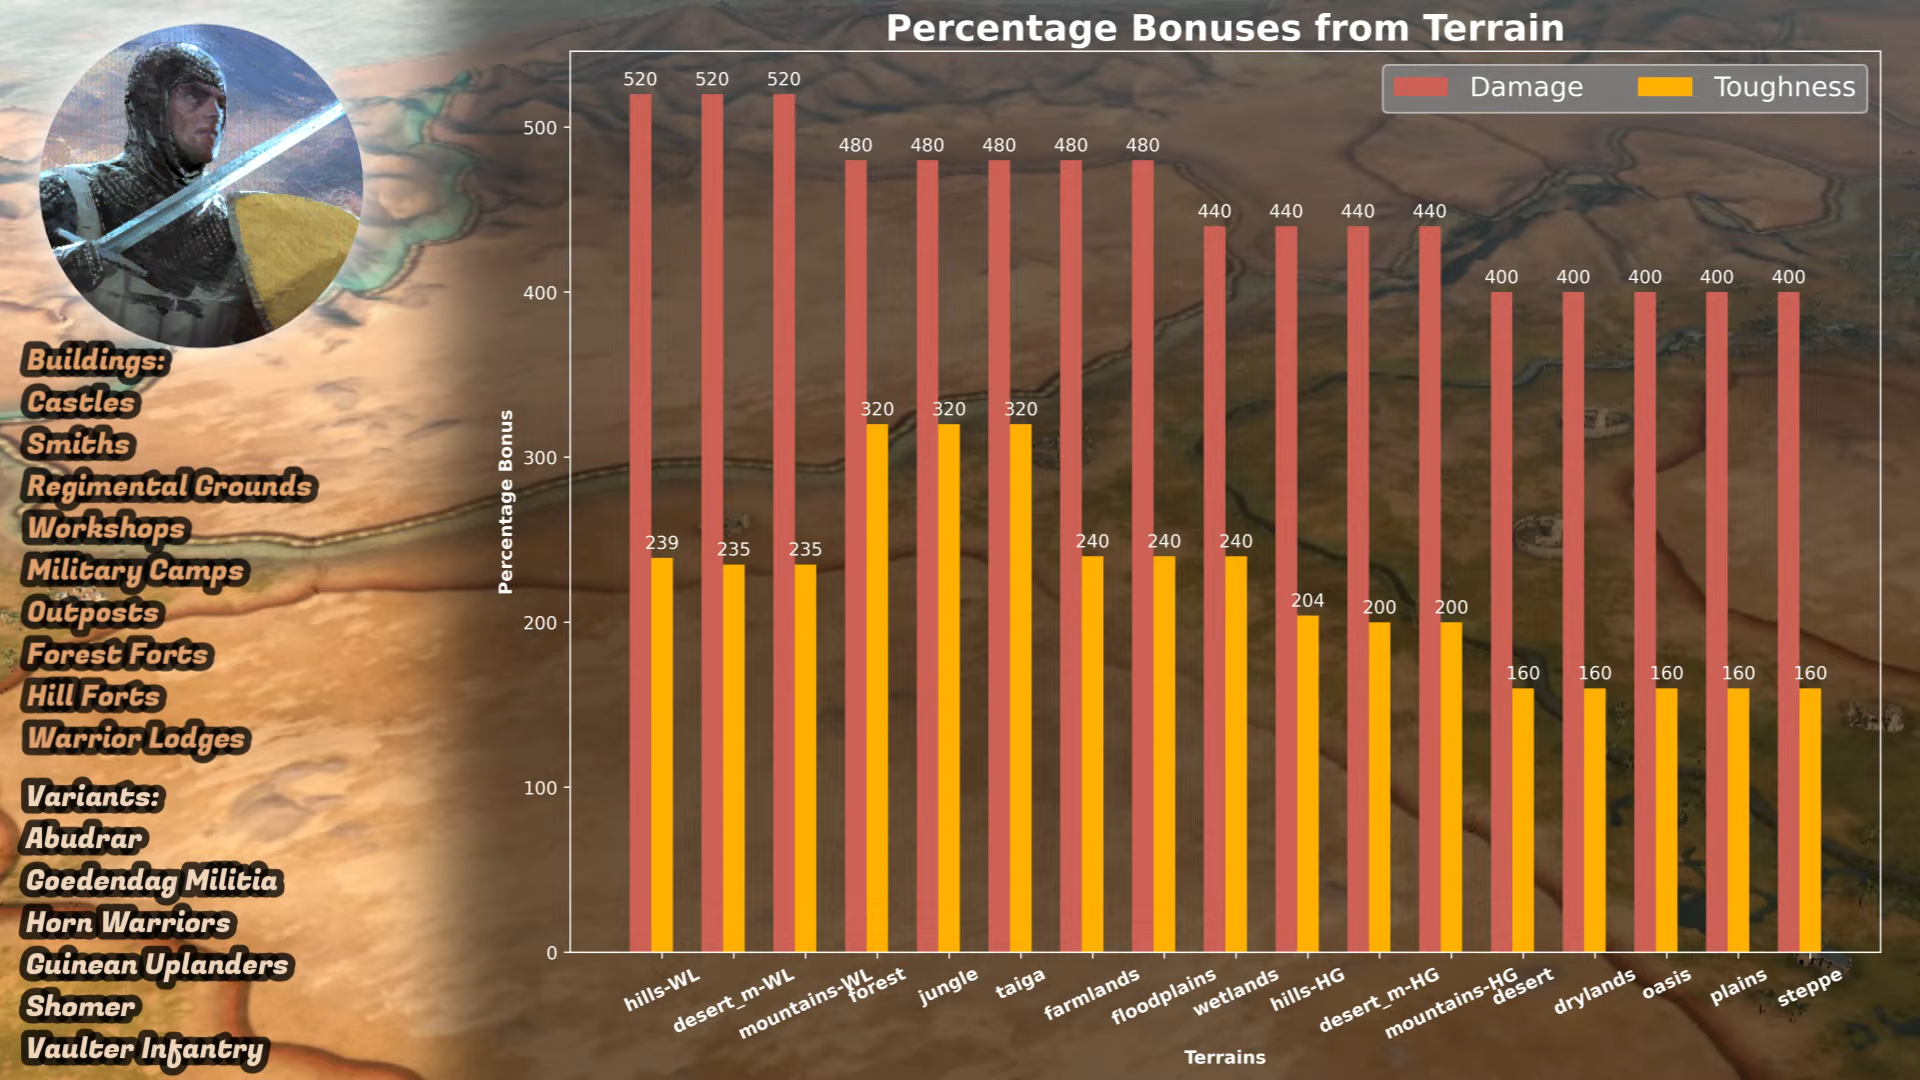 Percentage Bonuses from Terrain
Damage
Toughness
Buildings:
Castles
Smiths
Regimental Grounds
Workshops
Military Camps
Outposts
Forest Forts
Hill Forts
Warrior Lodges
Variants:
Abudrar
Goedendag Militia
Horn Warriors
Guinean Uplanders
Shomer
Vaulter Infantry
Percentage Bonus
500
400
300
200
100
0
520 520 520 480 480 480 480 480 440 440 440 440 400 400 400 400 400
239 235 235 320 320 320 240 240 240 204 200 200 160 160 160 160 160
hills-WL desert_m-WL mountains-WL forest jungle taiga farmlands floodplains wetlands hills-HG desert_m-HG mountains-HG desert drylands oasis plains steppe
Terrains